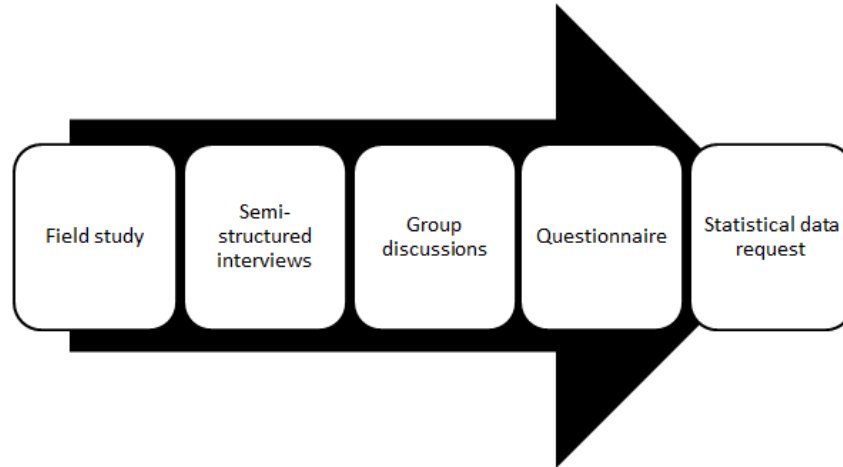 Field study
Semi-
structured
interviews
Group
discussions
Questionnaire
Statistical data
request